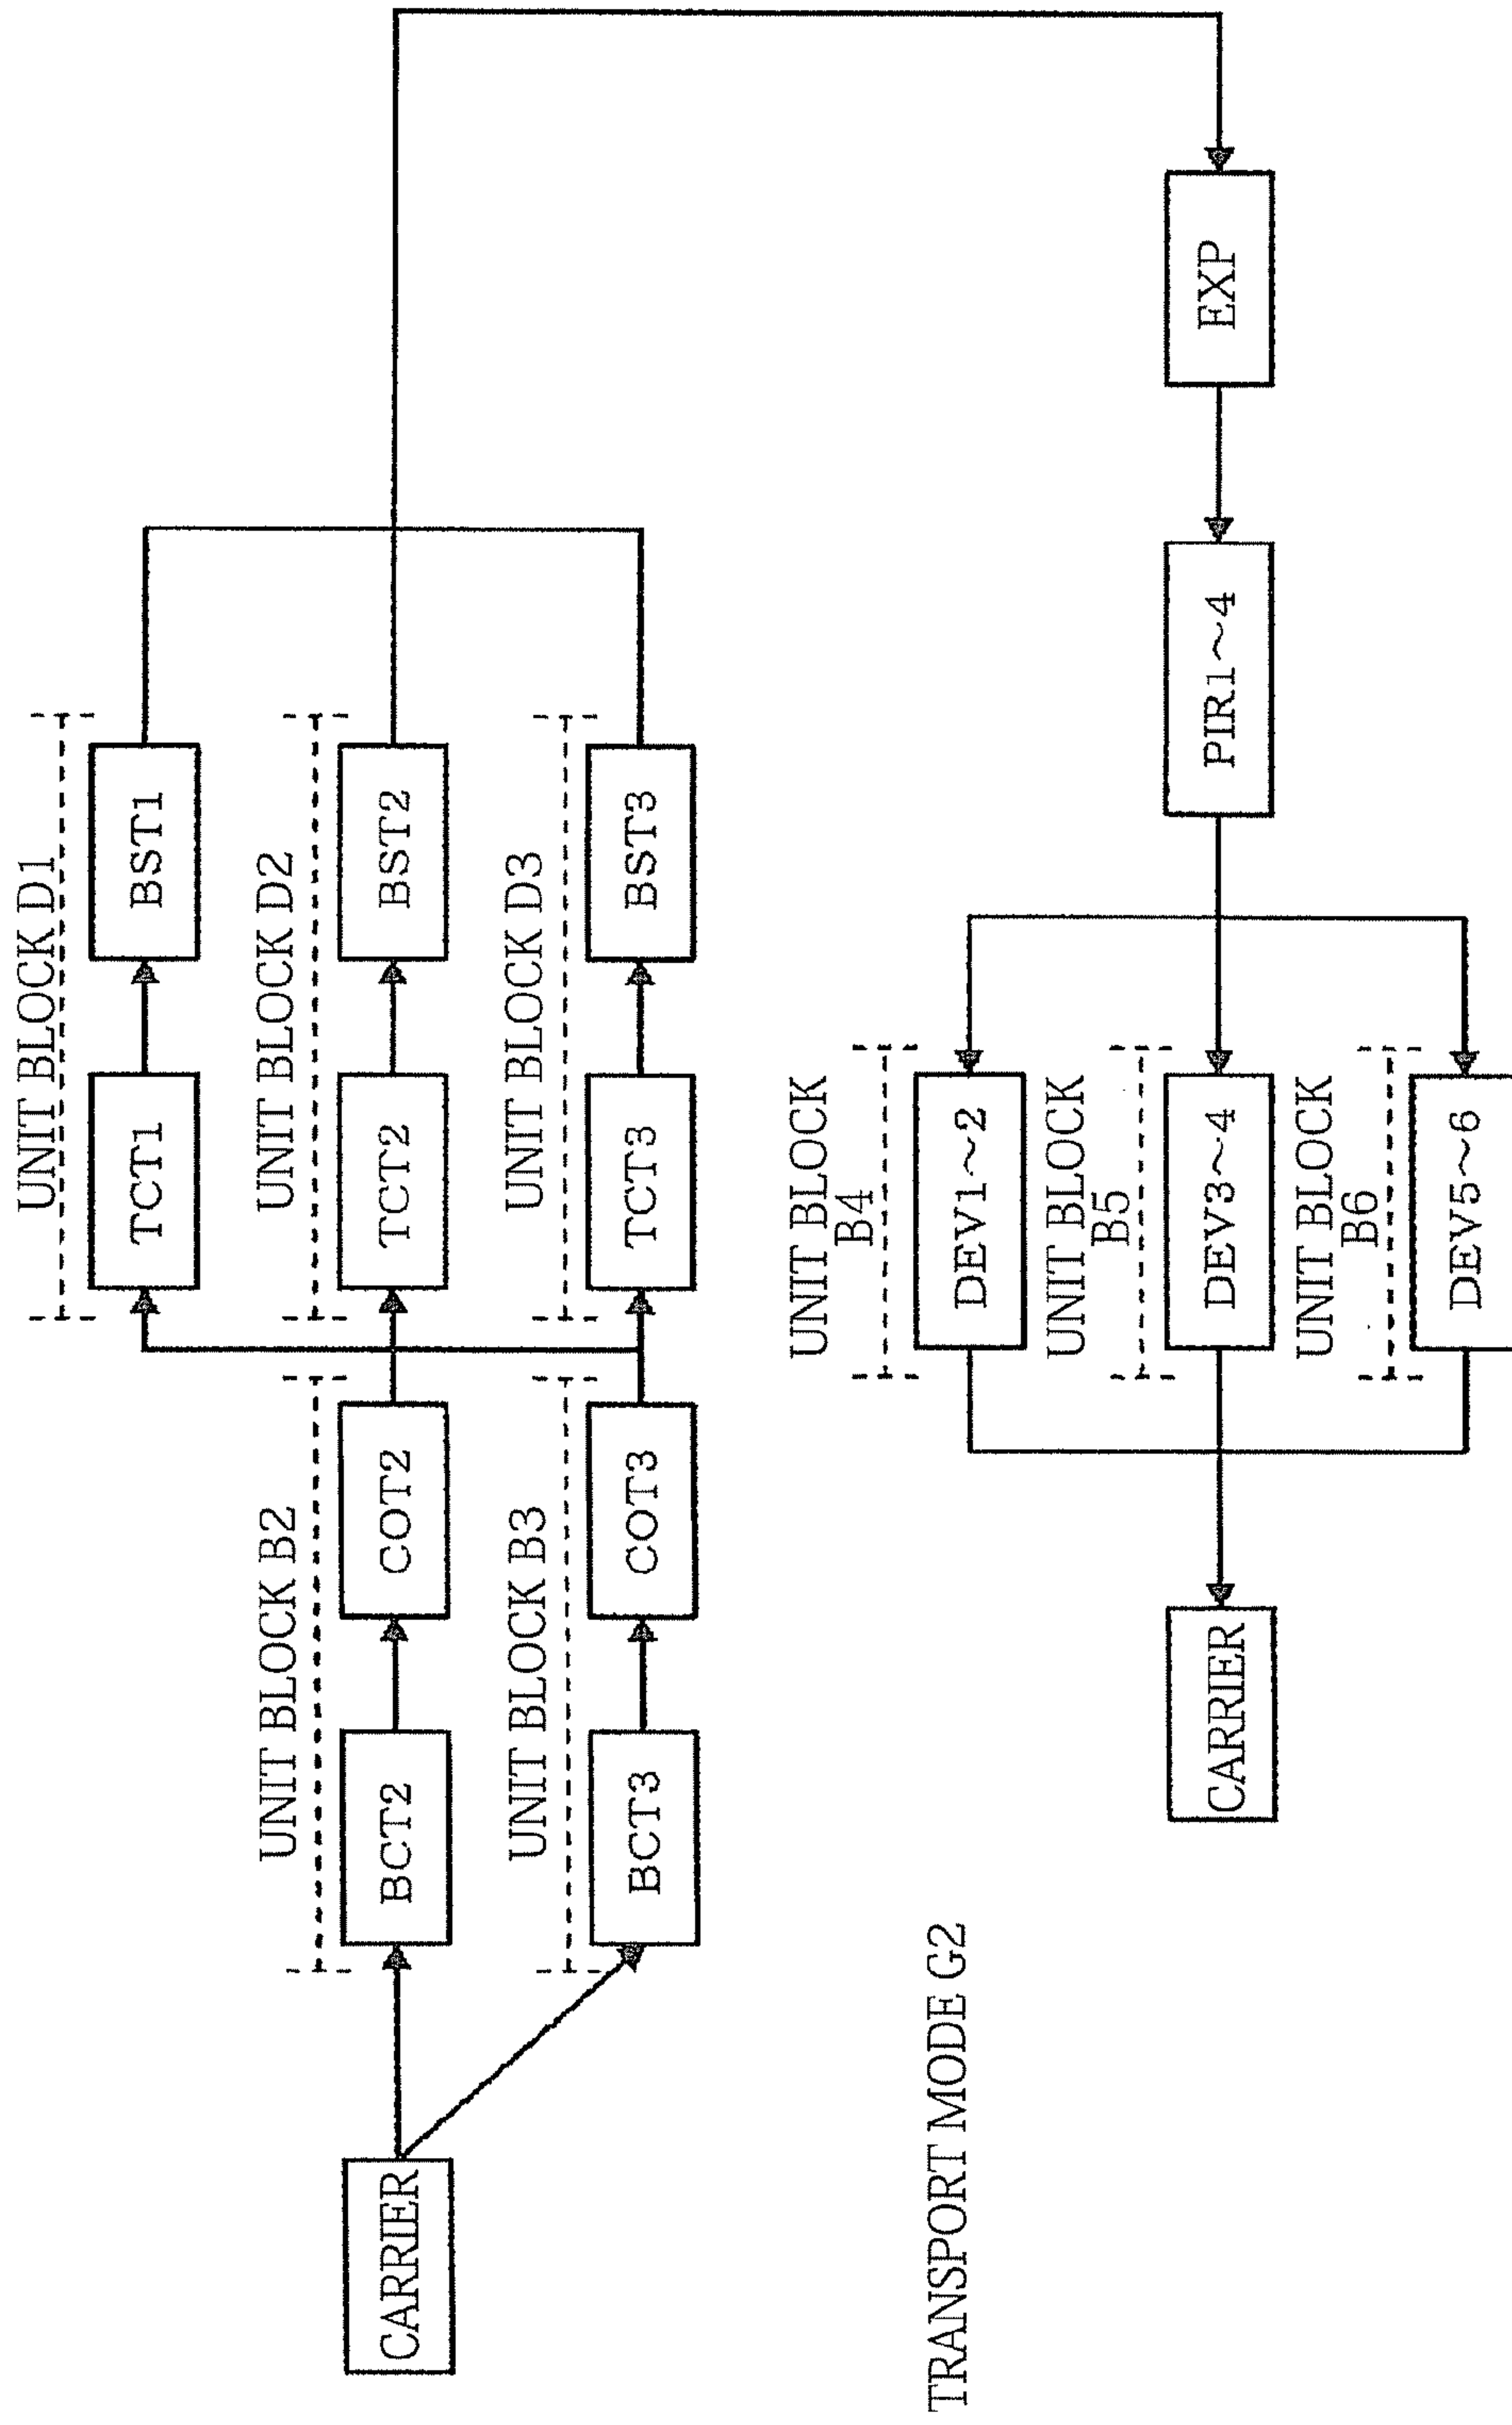 UNIT BLOCK D1
TCT1
BST1
UNIT BLOCK B2
UNIT BLOCK D2
CARRIER
BCT2
COT2
TCT2
BST2
UNIT BLOCK B3
UNIT BLOCK D3
BCT3
COT3
TCT3
BST3
UNIT BLOCK
B4
DEV1~2
UNIT BLOCK
B5
CARRIER
DEV3~4
PIR1~4
EXP
UNIT BLOCK
B6
DEV5~6
TRANSPORT MODE G2